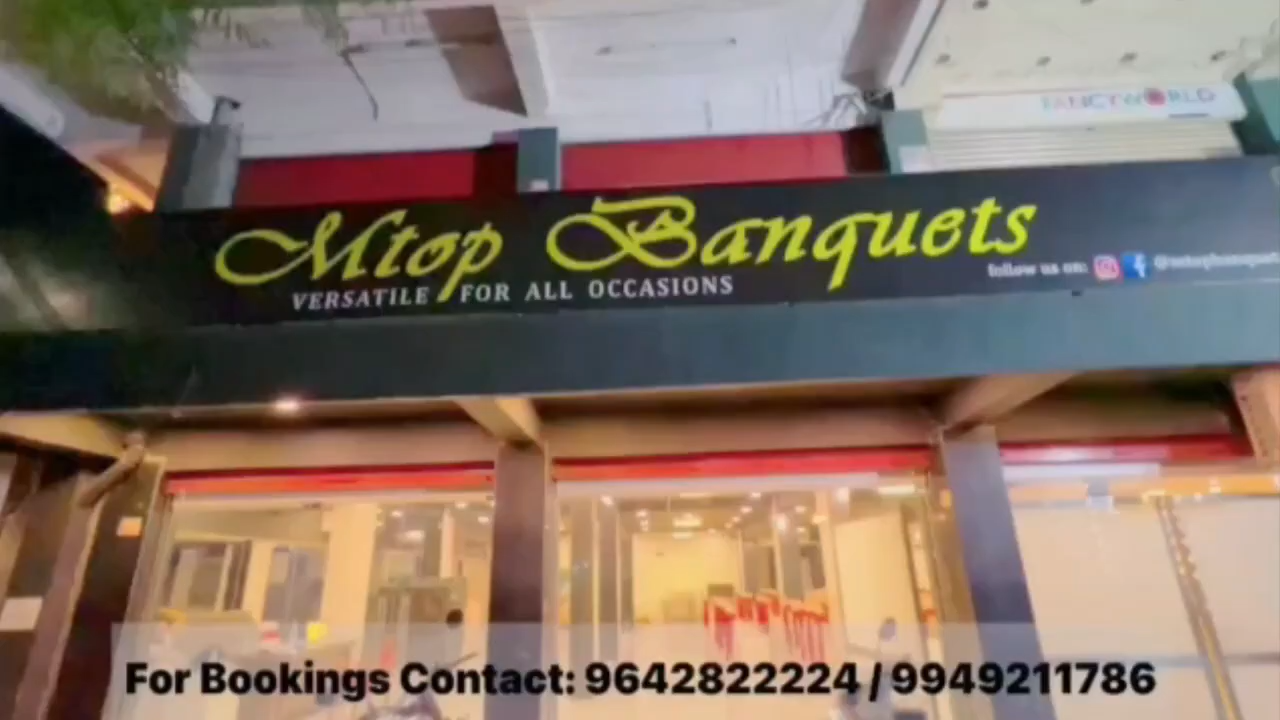 FANCY WORLD
Mtop Banquets
VERSATILE FOR ALL OCCASIONS
follow us on:
For Bookings Contact: 9642822224 / 9949211786